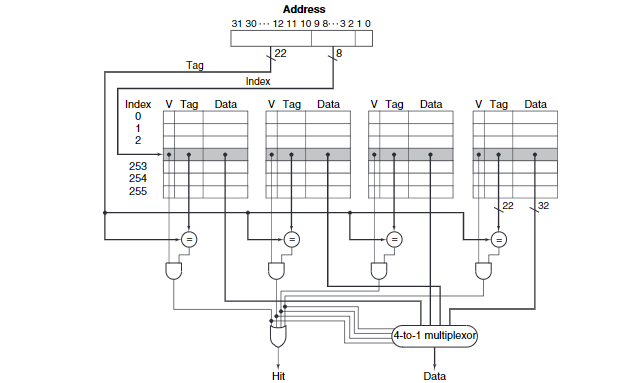 Address
31 30 ··· 12 11 10 9 8 ··· 3 2 1 0
22
8
Tag
Index
Index V Tag Data V Tag Data V Tag Data V Tag Data
0
1
2
253
254
255
22
32
= = = =
4-to-1 multiplexor
Hit
Data